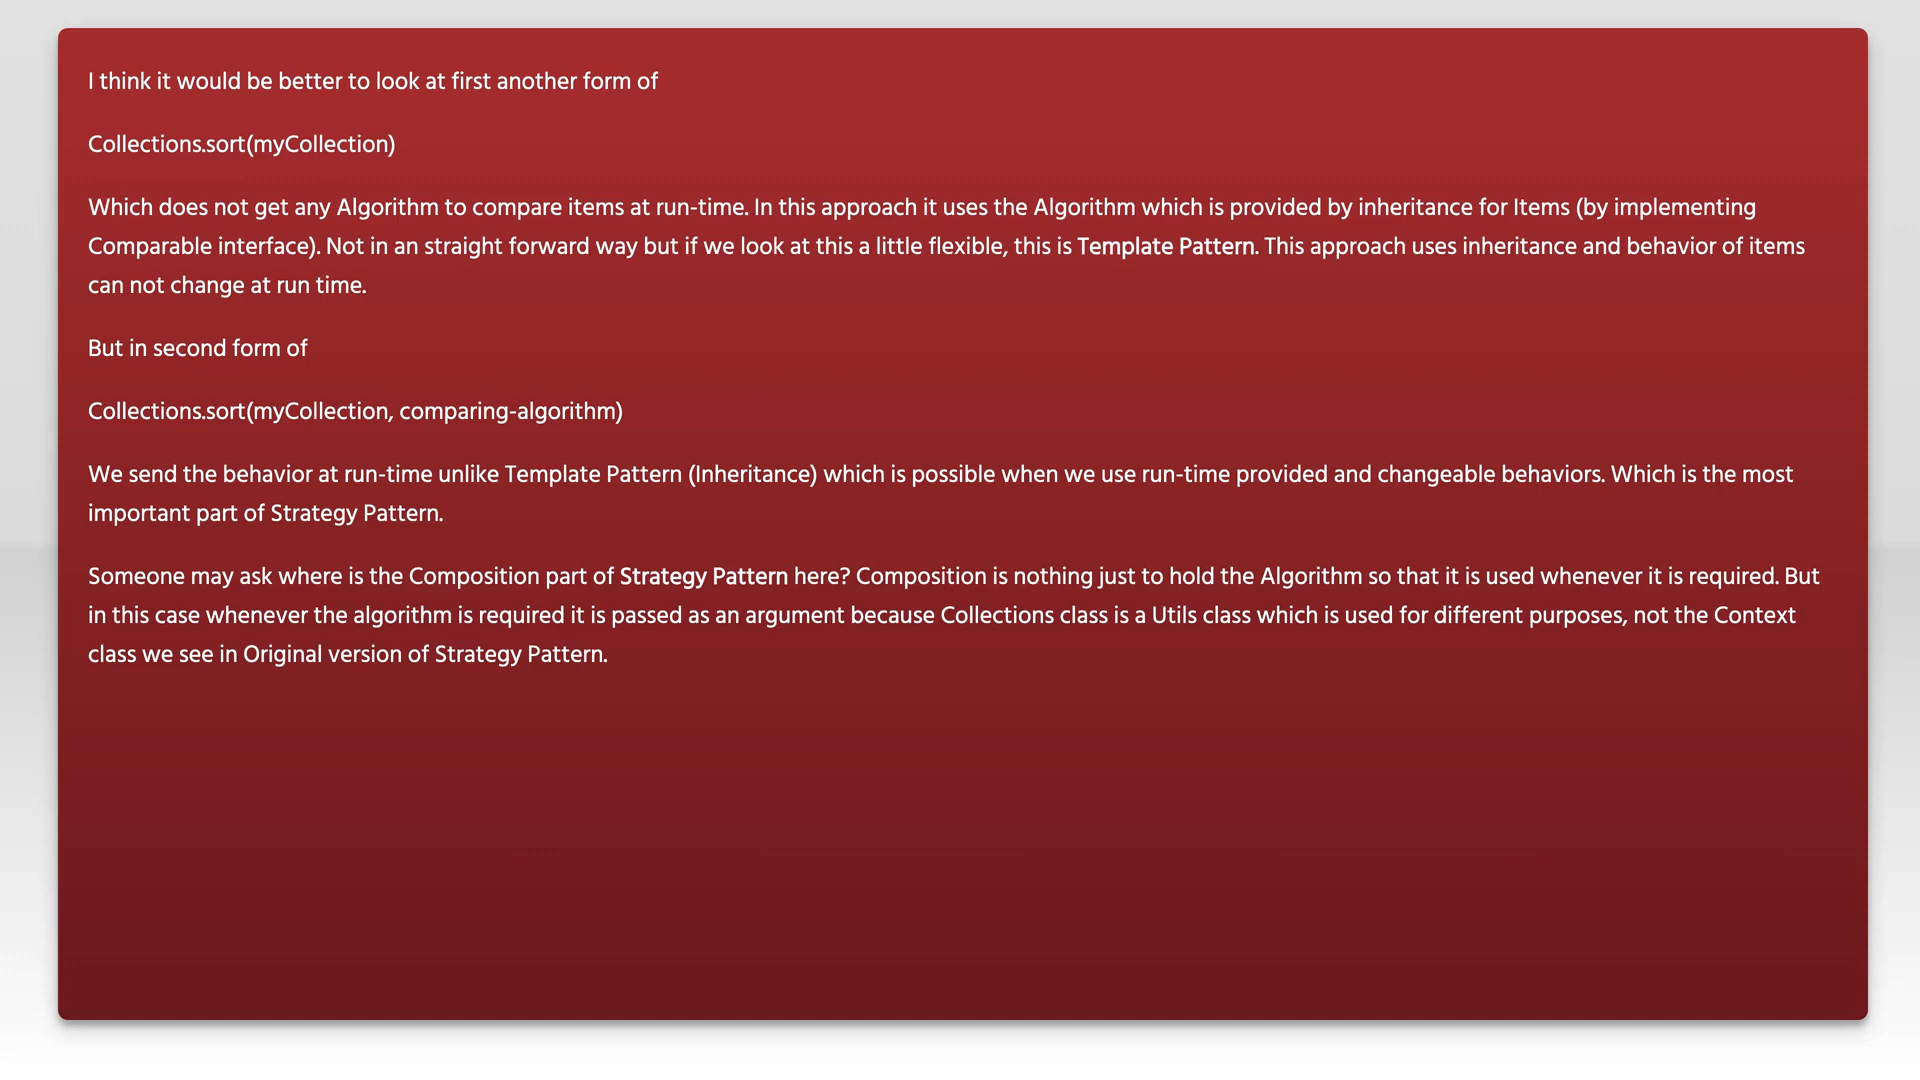 I think it would be better to look at first another form of
Collections.sort(myCollection)
Which does not get any Algorithm to compare items at run-time. In this approach it uses the Algorithm which is provided by inheritance for Items (by implementing
Comparable interface). Not in an straight forward way but if we look at this a little flexible, this is Template Pattern. This approach uses inheritance and behavior of items
can not change at run time.
But in second form of
Collections.sort(myCollection, comparing-algorithm)
We send the behavior at run-time unlike Template Pattern (Inheritance) which is possible when we use run-time provided and changeable behaviors. Which is the most
important part of Strategy Pattern.
Someone may ask where is the Composition part of Strategy Pattern here? Composition is nothing just to hold the Algorithm so that it is used whenever it is required. But
in this case whenever the algorithm is required it is passed as an argument because Collections class is a Utils class which is used for different purposes, not the Context
class we see in Original version of Strategy Pattern.